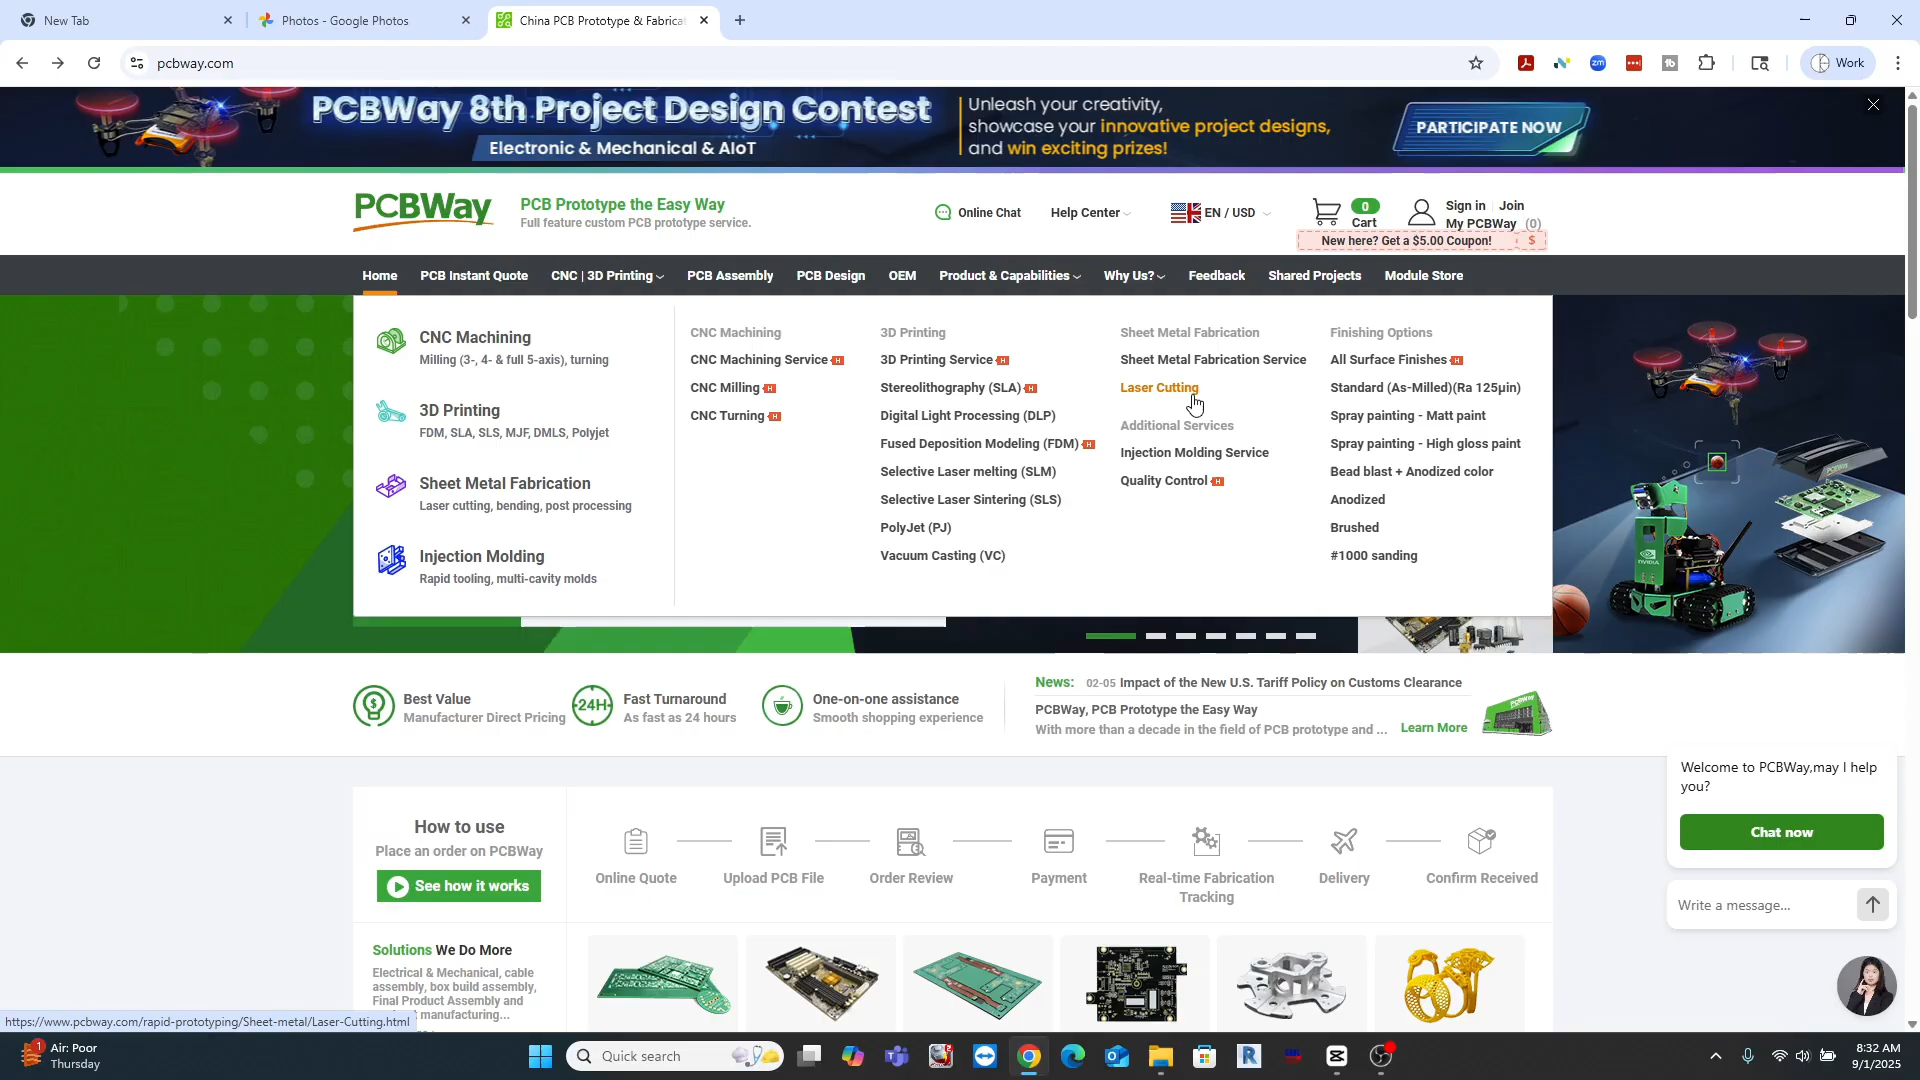 New Tab
Photos - Google Photos
China PCB Prototype & Fabrica
pcbway.com
Work
PCBWay 8th Project Design Contest
Electronic & Mechanical & AIoT
Unleash your creativity,
showcase your innovative project designs,
and win exciting prizes!
PARTICIPATE NOW
PCBWay
PCB Prototype the Easy Way
Full feature custom PCB prototype service.
Online Chat
Help Center
EN / USD
0
Cart
Sign in
Join
My PCBWay (0)
New here? Get a $5.00 Coupon! $
Home
PCB Instant Quote
CNC | 3D Printing
PCB Assembly
PCB Design
OEM
Product & Capabilities
Why Us?
Feedback
Shared Projects
Module Store
CNC Machining
Milling (3-, 4- & full 5-axis), turning
3D Printing
FDM, SLA, SLS, MJF, DMLS, Polyjet
Sheet Metal Fabrication
Laser cutting, bending, post processing
Injection Molding
Rapid tooling, multi-cavity molds
CNC Machining
CNC Machining Service H
CNC Milling H
CNC Turning H
3D Printing
3D Printing Service H
Stereolithography (SLA) H
Digital Light Processing (DLP)
Fused Deposition Modeling (FDM) H
Selective Laser melting (SLM)
Selective Laser Sintering (SLS)
PolyJet (PJ)
Vacuum Casting (VC)
Sheet Metal Fabrication
Sheet Metal Fabrication Service
Laser Cutting
Additional Services
Injection Molding Service
Quality Control H
Finishing Options
All Surface Finishes H
Standard (As-Milled)(Ra 125μin)
Spray painting - Matt paint
Spray painting - High gloss paint
Bead blast + Anodized color
Anodized
Brushed
#1000 sanding
NVIDIA
Best Value
Manufacturer Direct Pricing
24H
Fast Turnaround
As fast as 24 hours
One-on-one assistance
Smooth shopping experience
News: 02-05 Impact of the New U.S. Tariff Policy on Customs Clearance
PCBWay, PCB Prototype the Easy Way
With more than a decade in the field of PCB prototype and ...
Learn More
Welcome to PCBWay,may I help
you?
Chat now
Write a message...
How to use
Place an order on PCBWay
See how it works
Online Quote
Upload PCB File
Order Review
Payment
Real-time Fabrication
Tracking
Delivery
Confirm Received
Solutions We Do More
Electrical & Mechanical, cable
assembly, box build assembly,
Final Product Assembly and
manufacturing...
https://www.pcbway.com/rapid-prototyping/Sheet-metal/Laser-Cutting.html
1
Air: Poor
Thursday
Quick search
8:32 AM
9/1/2025